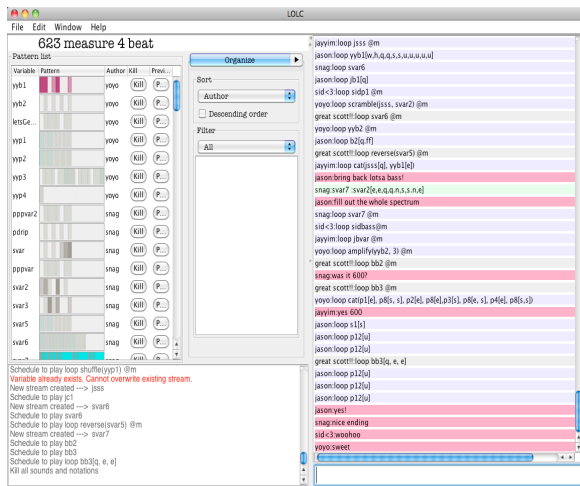 LOLC
File Edit Window Help
623 measure 4 beat
Pattern list
Variable Pattern Author Kill Previ...
yyb1 yoyo Kill P...
yyb2 yoyo Kill P...
letsGe... yoyo Kill P...
yyp1 yoyo Kill P...
yyp2 yoyo Kill P...
yyp3 yoyo Kill P...
yyp4 yoyo Kill P...
pppvar2 snag Kill P...
pdrip snag Kill P...
svar snag Kill P...
pppvar snag Kill P...
svar2 snag Kill P...
svar3 snag Kill P...
svar5 snag Kill P...
svar6 snag Kill P...
Organize
Sort
Author
Descending order
Filter
All
Schedule to play loop shuffle(yyp1) @m
Variable already exists. Cannot overwrite existing stream.
New stream created ---> jsss
Schedule to play jc1
New stream created ---> svar6
Schedule to play svar6
Schedule to play loop reverse(svar5) @m
New stream created ---> svar7
Schedule to play bb2
Schedule to play bb3
Schedule to play loop bb3[q, e, e]
Kill all sounds and notations
jayyim:loop jsss @m
jason:loop yyb1[w,h,q,q,s,s,u,u,u,u,u]
snag:loop svar6
jason:loop jb1[q]
sid<3:loop sidp1 @m
yoyo:loop scramble(jsss, svar2) @m
great scott!!:loop svar6 @m
yoyo:loop yyb2 @m
jason:loop b2[q.ff]
great scott!!:loop reverse(svar5) @m
jayyim:loop cat(jsss[q], yyb1[e])
jason:bring back lotsa bass!
snag:svar7 :svar2[e,e,q,q,n,s,s,n,e]
jason:fill out the whole spectrum
snag:loop svar7 @m
sid<3:loop sidbass@m
jayyim:loop jbvar @m
yoyo:loop amplify(yyb2, 3) @m
great scott!!:loop bb2 @m
snag:was it 600?
great scott!!:loop bb3 @m
yoyo:loop cat(p1[e], p8[s, s], p2[e], p8[e],p3[s], p8[e, s], p4[e], p8[s,s])
jayyim:yes 600
jason:loop s1[s]
jason:loop p12[u]
jason:loop p12[u]
great scott!!:loop bb3[q, e, e]
jason:loop p12[u]
jason:loop p12[u]
jason:loop p12[u]
jason:yes!
snag:nice ending
sid<3:woohoo
yoyo:sweet